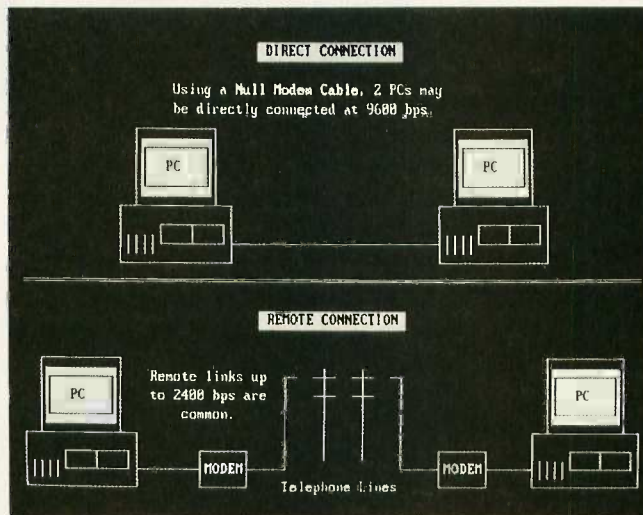 DIRECT CONNECTION
Using a Null Modem Cable, 2 PCs may
be directly connected at 9600 bps.
PC
PC
REMOTE CONNECTION
PC
Remote links up
to 2400 bps are
common.
PC
MODEM
MODEM
Telephone Lines